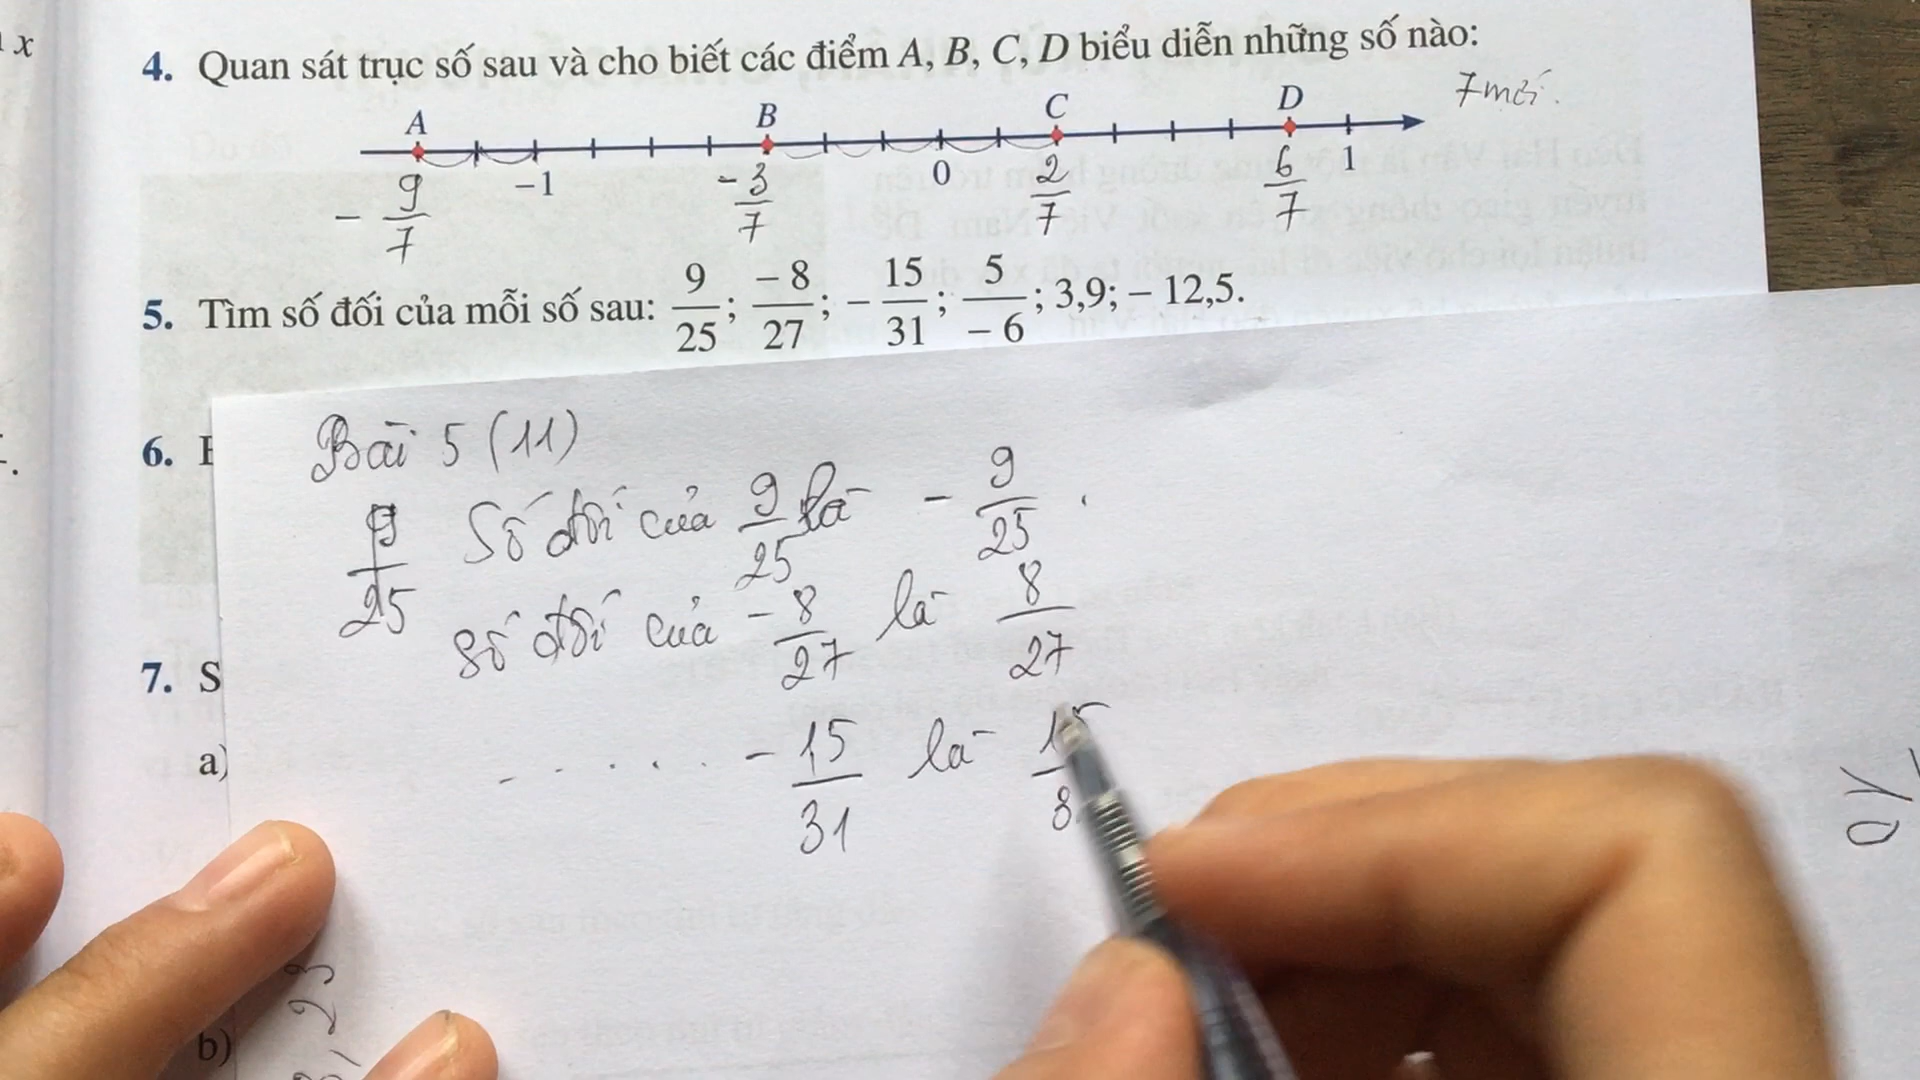 x
4. Quan sát trục số sau và cho biết các điểm A, B, C, D biểu diễn những số nào:
7 mới.
A B C D
-1 0 1
- 9/7 -3/7 2/7 6/7
5. Tìm số đối của mỗi số sau: 9/25; -8/27; - 15/31; 5/-6; 3,9; - 12,5.
Bài 5 (11)
9/25 Số đối của 9/25 là - 9/25.
Số đối của -8/27 là 8/27
- . . . . . - 15/31 là 15/
6.
7. S
a)
b)